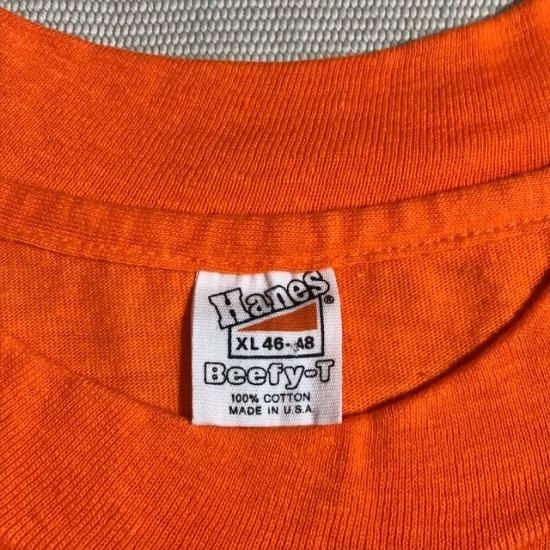 Hanes®
XL 46-48
Beefy-T
100% COTTON
MADE IN U.S.A.